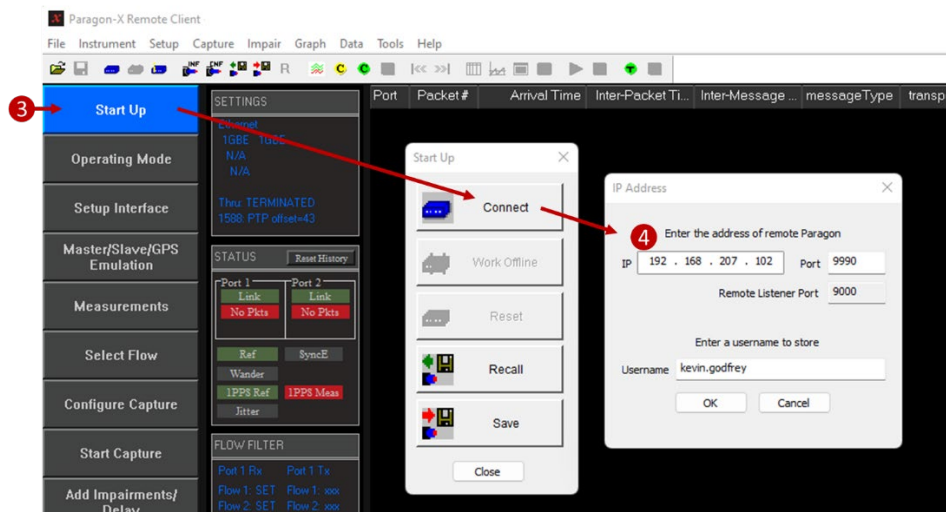 Paragon-X Remote Client
File Instrument Setup Capture Impair Graph Data Tools Help
INF
R
C
C
T
3
Start Up
Operating Mode
Setup Interface
Master/Slave/GPS
Emulation
Measurements
Select Flow
Configure Capture
Start Capture
Add Impairments/
Delay
SETTINGS
Ethernet
1GBE 1GBE
N/A
N/A
Thru: TERMINATED
1588: PTP offset=43
STATUS Reset History
Port 1 Port 2
Link Link
No Pkts No Pkts
Ref SyncE
Wander
1PPS Ref 1PPS Meas
Jitter
FLOW FILTER
Port 1 Rx Port 1 Tx
Flow 1: SET Flow 1: xxx
Flow 2: SET Flow 2: xxx
Port Packet # Arrival Time Inter-Packet Ti... Inter-Message ... messageType transp
Start Up
Connect
Work Offline
Reset
Recall
Save
Close
IP Address
4
Enter the address of remote Paragon
IP 192 . 168 . 207 . 102 Port 9990
Remote Listener Port 9000
Enter a username to store
Username kevin.godfrey
OK Cancel